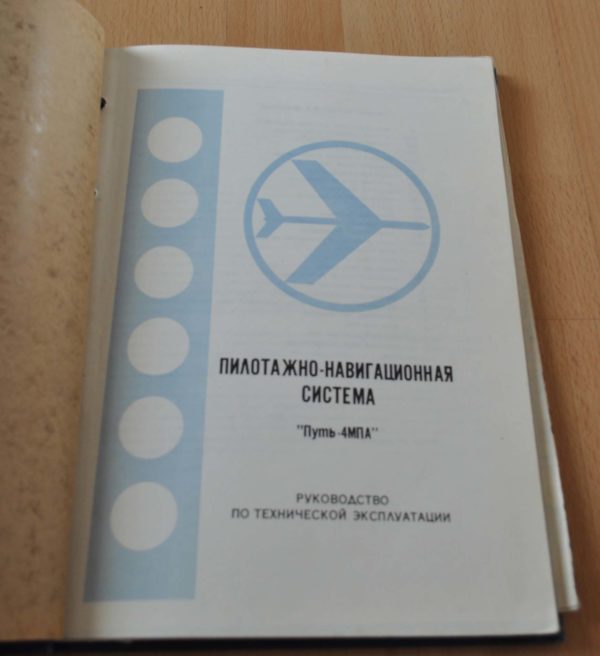 ПИЛОТАЖНО-НАВИГАЦИОННАЯ
СИСТЕМА
"Путь-4МПА"
РУКОВОДСТВО
ПО ТЕХНИЧЕСКОЙ ЭКСПЛУАТАЦИИ